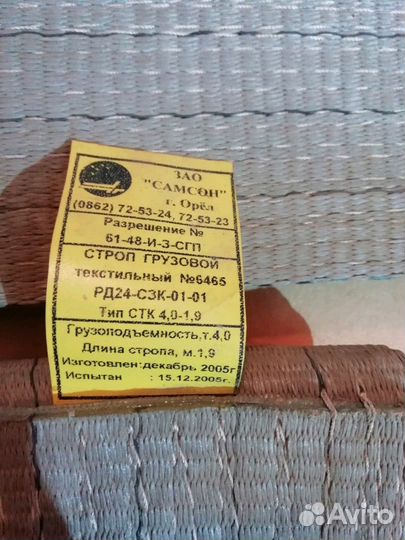 ЗАО
"САМСОН"
г. Орёл
(0862) 72-53-24, 72-53-23
Разрешение №
61-48-И-З-СГП
СТРОП ГРУЗОВОЙ
текстильный №6465
РД24-СЗК-01-01
Тип СТК 4,0-1,9
Грузоподъемность,т.4,0
Длина стропа, м.1,9
Изготовлен:декабрь 2005г
Испытан : 15.12.2005г.
Avito